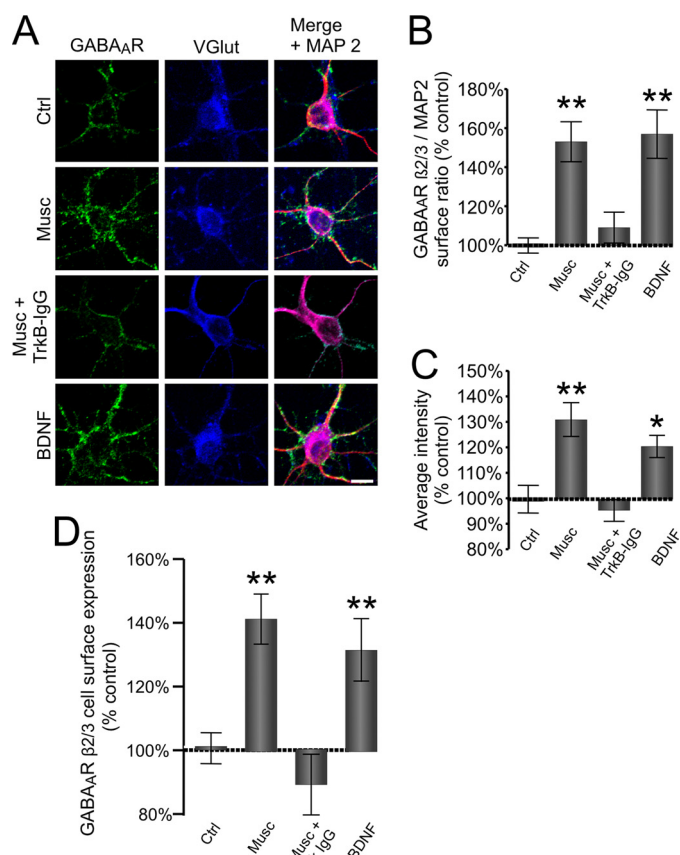 A
GABAAR
VGlut
Merge
+ MAP 2
Ctrl
Musc
Musc +
TrkB-IgG
BDNF
B
GABAAR ß2/3 / MAP2
surface ratio (% control)
180%
160%
140%
120%
100%
**
**
Ctrl
Musc
Musc +
TrkB-IgG
BDNF
C
Average intensity
(% control)
150%
140%
130%
120%
110%
100%
90%
80%
**
*
Ctrl
Musc
Musc +
TrkB-IgG
BDNF
D
GABAAR β2/3 cell surface expression
(% control)
160%
140%
120%
100%
80%
**
**
Ctrl
Musc
Musc +
IgG
BDNF